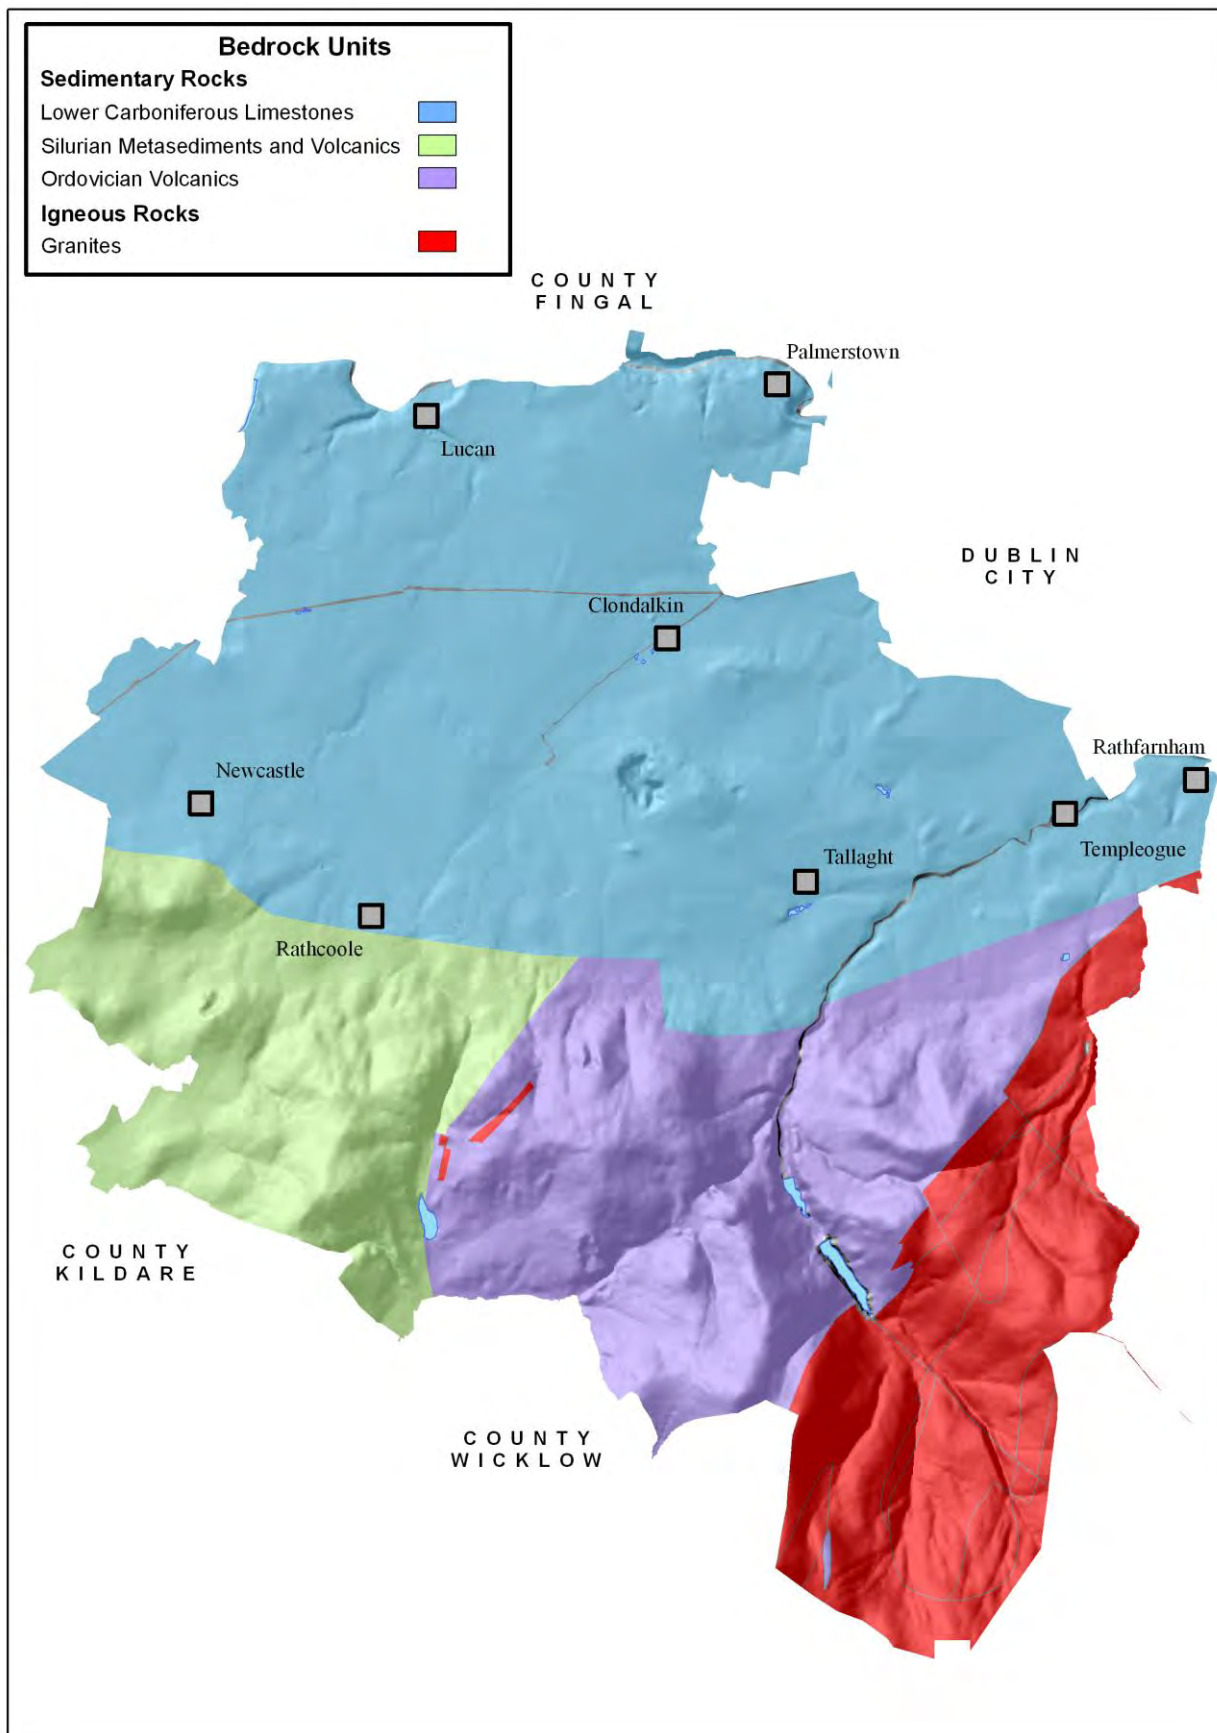 Bedrock Units
Sedimentary Rocks
Lower Carboniferous Limestones
Silurian Metasediments and Volcanics
Ordovician Volcanics
Igneous Rocks
Granites
COUNTY
FINGAL
Palmerstown
Lucan
DUBLIN
CITY
Clondalkin
Rathfarnham
Newcastle
Templeogue
Tallaght
Rathcoole
COUNTY
KILDARE
COUNTY
WICKLOW